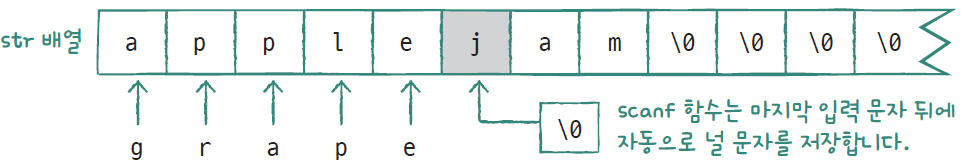 str 배열 a p p l e j a m \0 \0 \0 \0
g r a p e \0
scanf 함수는 마지막 입력 문자 뒤에
자동으로 널 문자를 저장합니다.